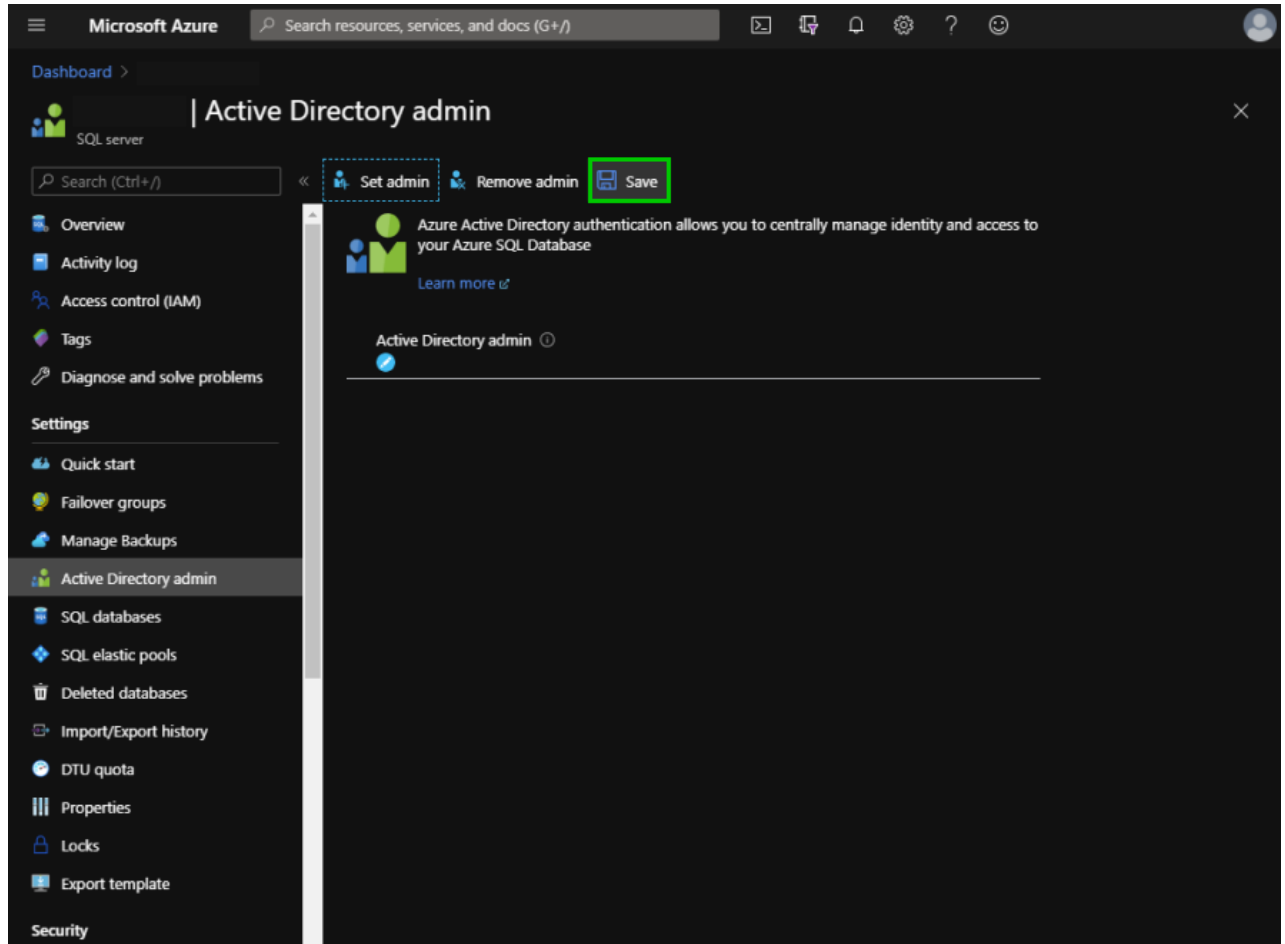 Microsoft Azure
Search resources, services, and docs (G+/)
Dashboard >
| Active Directory admin
SQL server
Search (Ctrl+/)
«
Set admin
Remove admin
Save
Overview
Activity log
Access control (IAM)
Tags
Diagnose and solve problems
Settings
Quick start
Failover groups
Manage Backups
Active Directory admin
SQL databases
SQL elastic pools
Deleted databases
Import/Export history
DTU quota
Properties
Locks
Export template
Security
Azure Active Directory authentication allows you to centrally manage identity and access to
your Azure SQL Database
Learn more
Active Directory admin